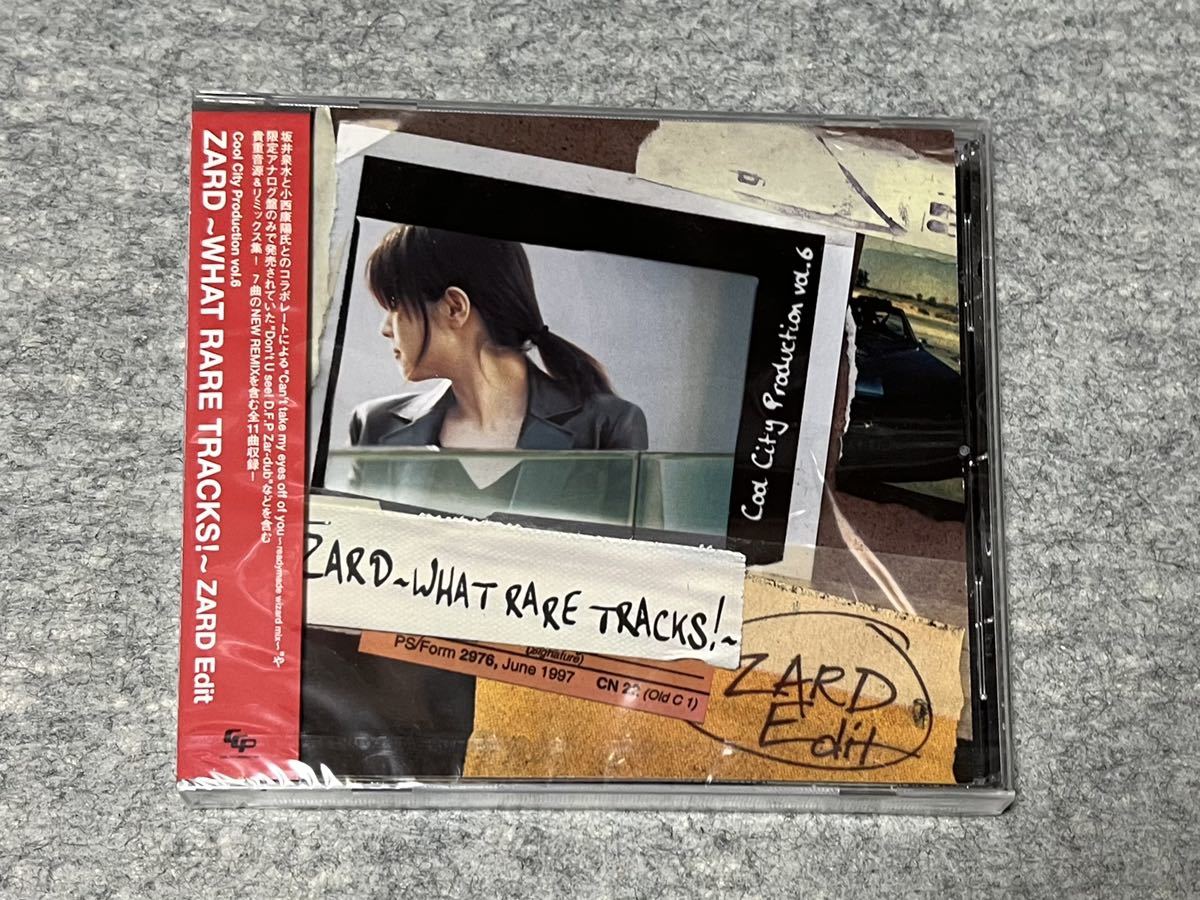 坂井泉水と小西康陽氏とのコラボレートによる"Can't take my eyes off of you~readymade wizard mix~"や
限定アナログ盤のみで発売されていた"Don't U see! D.F.P Zar-dub"などを含む
貴重音源&リミックス集! 7曲のNEW REMIXを含む全11曲収録!
Cool City Production vol.6
ZARD ~WHAT RARE TRACKS!~ ZARD Edit
Cool City Production vol.6
ZARD~WHAT RARE TRACKS!~
(signature)
PS/Form 2976, June 1997
CN 22 (Old C 1)
ZARD
Edit